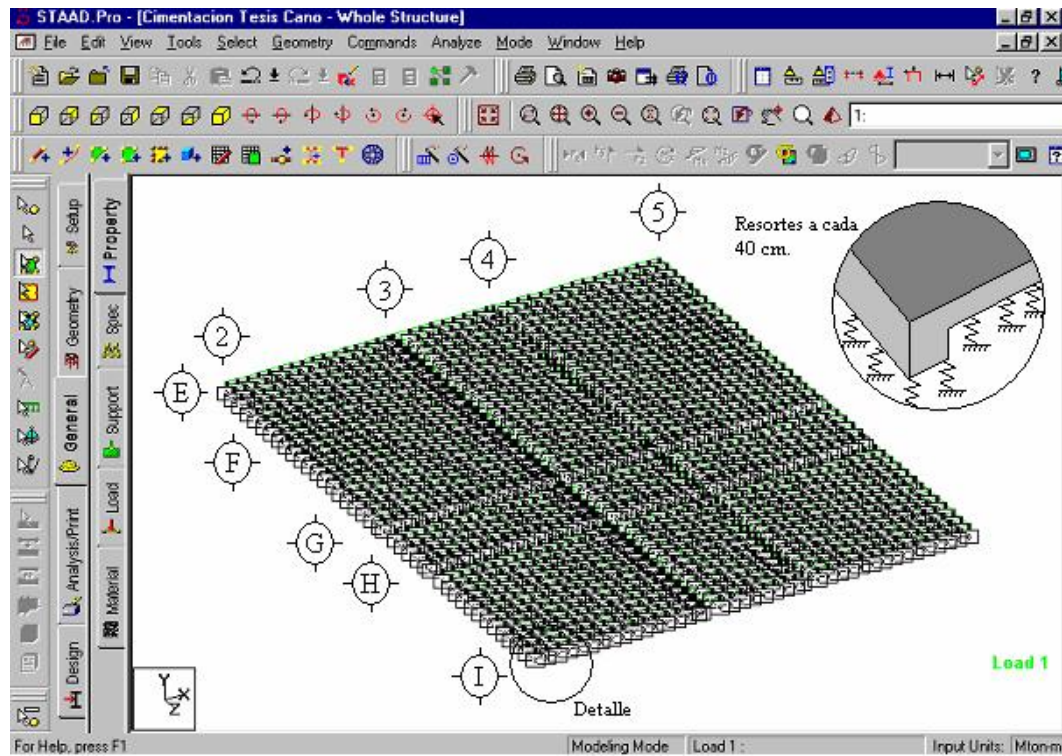 STAAD.Pro - [Cimentacion Tesis Cano - Whole Structure]
File Edit View Tools Select Geometry Commands Analyze Mode Window Help
1:
Setup
Geometry
General
Analysis/Print
Design
Property
Spec
Support
Load
Material
5
4
3
2
E
F
G
H
I
Resortes a cada
40 cm.
Detalle
Load 1
Y
X
Z
For Help, press F1
Modeling Mode
Load 1 :
Input Units: